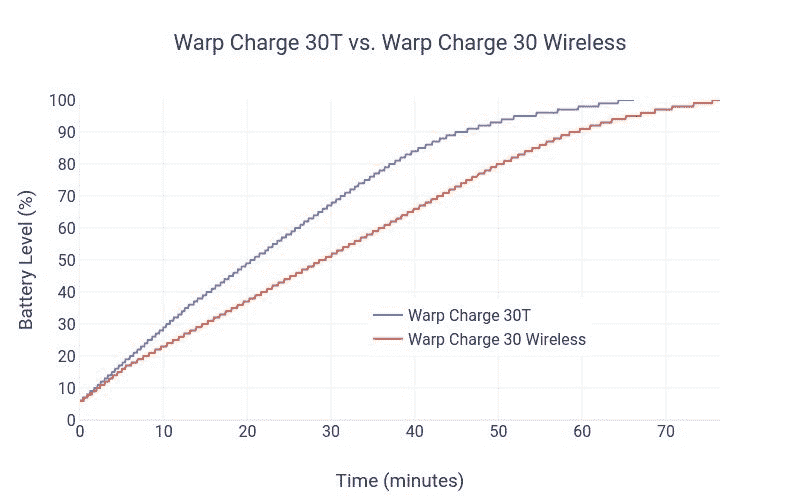 Warp Charge 30T vs. Warp Charge 30 Wireless
100
90
80
70
60
50
40
30
20
10
0
Battery Level (%)
Warp Charge 30T
Warp Charge 30 Wireless
0 10 20 30 40 50 60 70
Time (minutes)